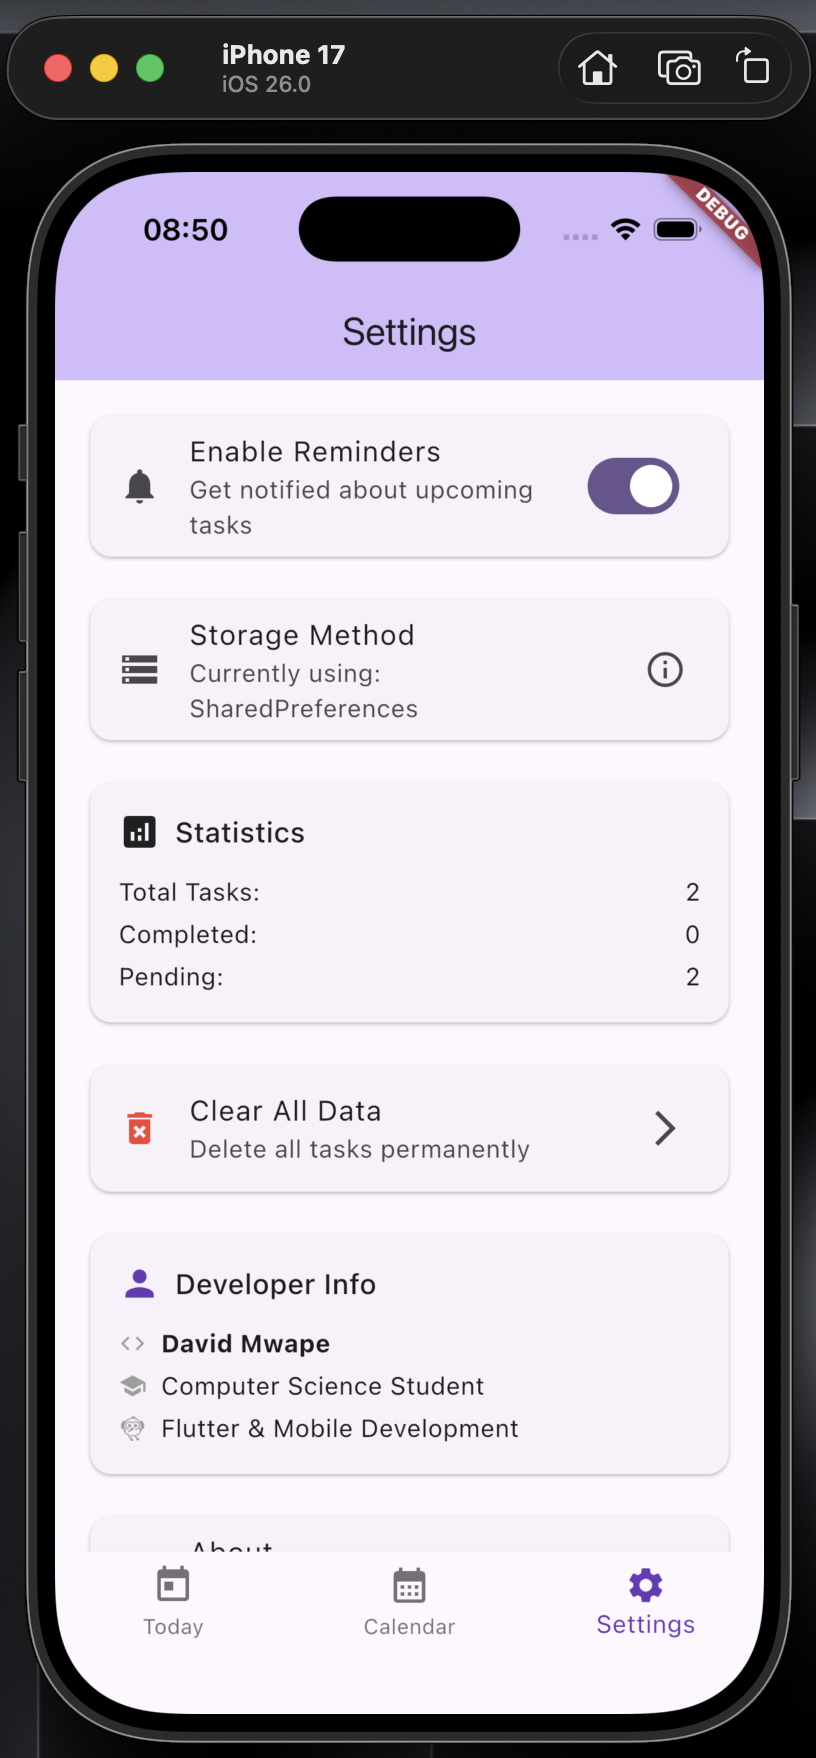 iPhone 17
iOS 26.0
08:50
DEBUG
Settings
Enable Reminders
Get notified about upcoming
tasks
Storage Method
Currently using:
SharedPreferences
Statistics
Total Tasks: 2
Completed: 0
Pending: 2
Clear All Data
Delete all tasks permanently
Developer Info
David Mwape
Computer Science Student
Flutter & Mobile Development
About
Today
Calendar
Settings